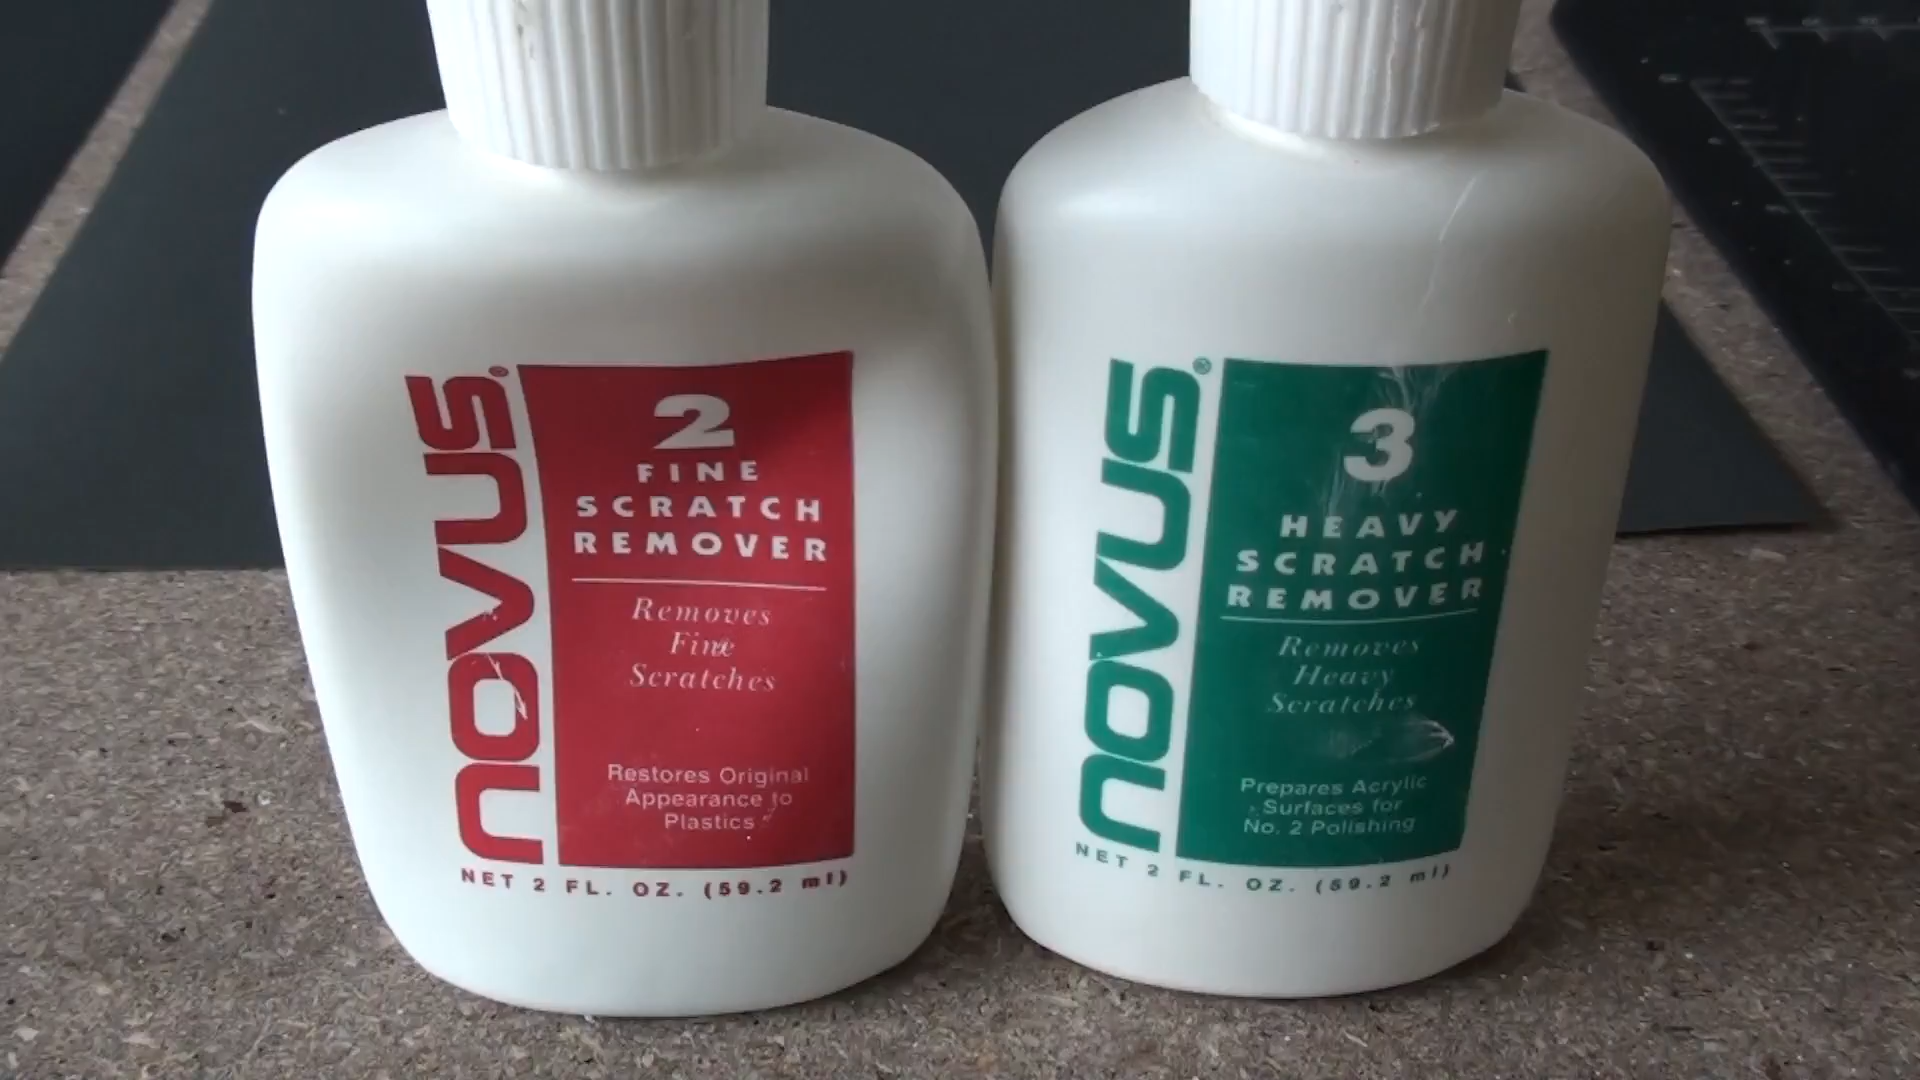 NOVUS®
2
FINE
SCRATCH
REMOVER
Removes
Fine
Scratches
Restores Original
Appearance to
Plastics
NET 2 FL. OZ. (59.2 ml)
NOVUS®
3
HEAVY
SCRATCH
REMOVER
Removes
Heavy
Scratches
Prepares Acrylic
Surfaces for
No. 2 Polishing
NET 2 FL. OZ. (59.2 ml)